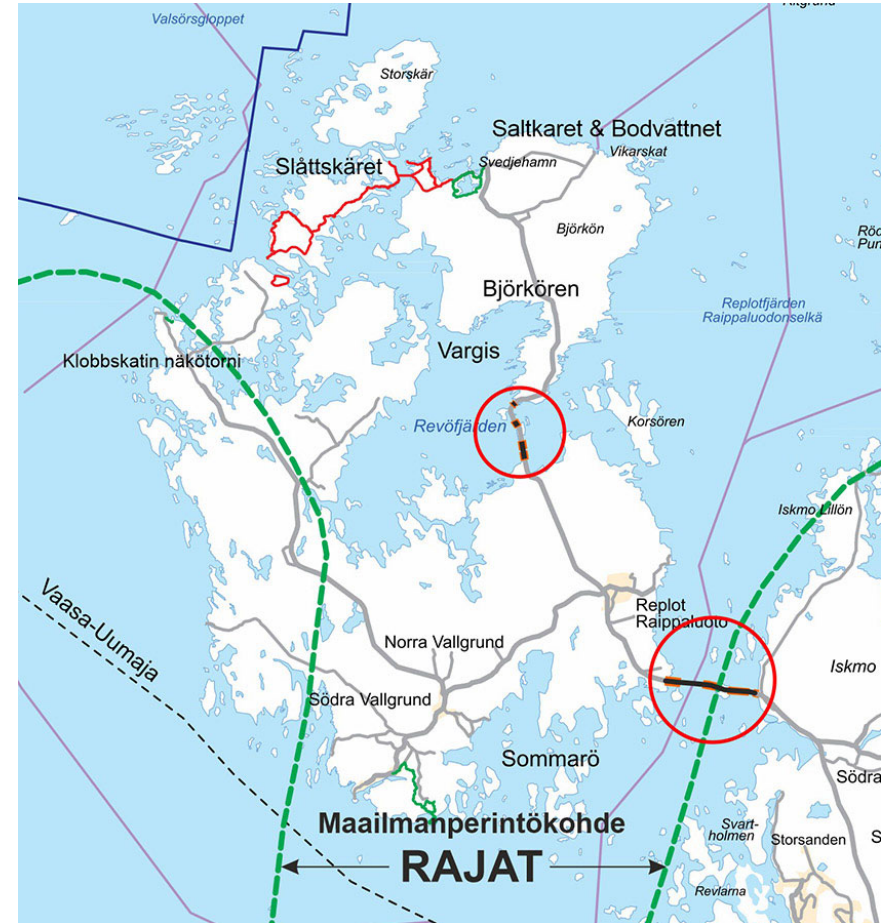 Valsörsgloppet
Storskär
Saltkaret & Bodvattnet
Svedjehamn
Vikarskat
Slåttskäret
Björkön
Björkören
Replotfjärden
Raippaluodonselkä
Klobbskatin näkötorni
Vargis
Revöfjärden
Korsören
Iskmo Lillön
Vaasa-Uumaja
Replot
Raippaluoto
Norra Vallgrund
Iskmo
Södra Vallgrund
Sommarö
Södra
Maailmanperintökohde
RAJAT
Svart-
holmen
Storsanden
S
Revlarna